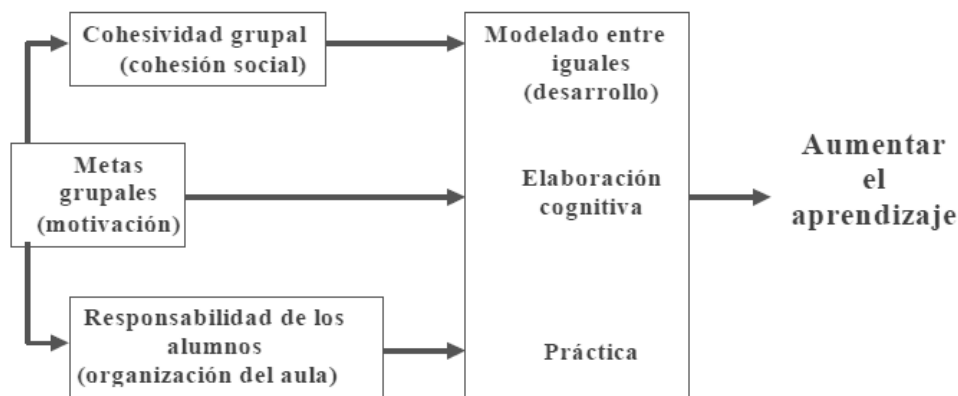 Cohesividad grupal
(cohesión social)
Metas
grupales
(motivación)
Responsabilidad de los
alumnos
(organización del aula)
Modelado entre
iguales
(desarrollo)
Elaboración
cognitiva
Práctica
Aumentar
el
aprendizaje